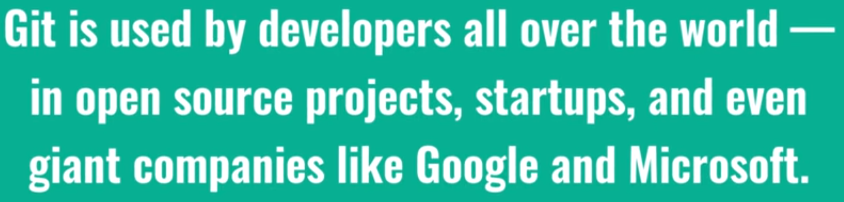 Git is used by developers all over the world —
in open source projects, startups, and even
giant companies like Google and Microsoft.